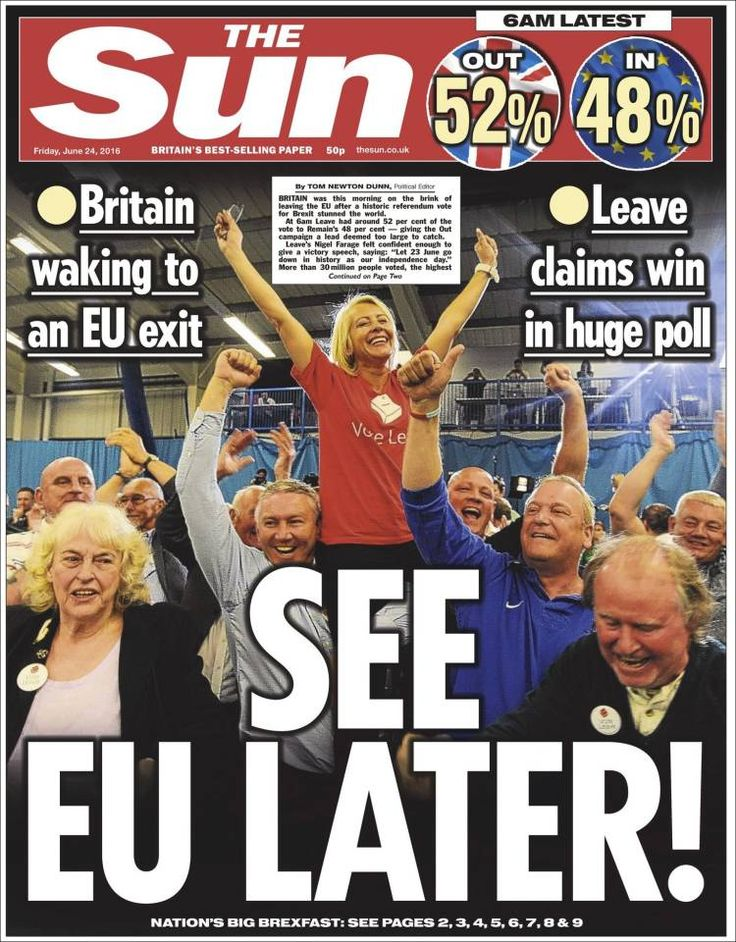 6AM LATEST
THE
Sun
OUT
52%
IN
48%
Friday, June 24, 2016
BRITAIN'S BEST-SELLING PAPER
50p
thesun.co.uk
Britain
waking to
an EU exit
By TOM NEWTON DUNN, Political Editor
BRITAIN was this morning on the brink of
leaving the EU after a historic referendum vote
for Brexit stunned the world.
At 6am Leave had around 52 per cent of the
vote to Remain's 48 per cent — giving the Out
campaign a lead deemed too large to catch.
Leave's Nigel Farage felt confident enough to
give a victory speech, saying: "Let 23 June go
down in history as our independence day."
More than 30 million people voted, the highest
Continued on Page Two
Leave
claims win
in huge poll
Vote Le
SEE
EU LATER!
NATION'S BIG BREXFAST: SEE PAGES 2, 3, 4, 5, 6, 7, 8 & 9